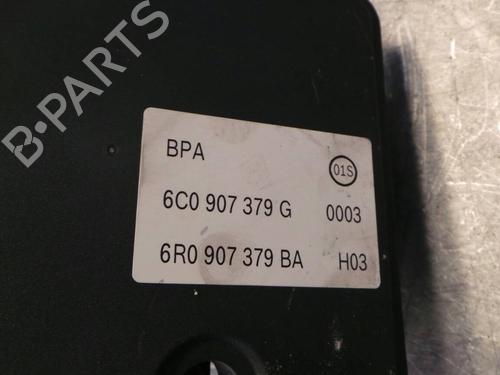 B-PARTS
BPA
01S
6C0 907 379 G 0003
6R0 907 379 BA H03